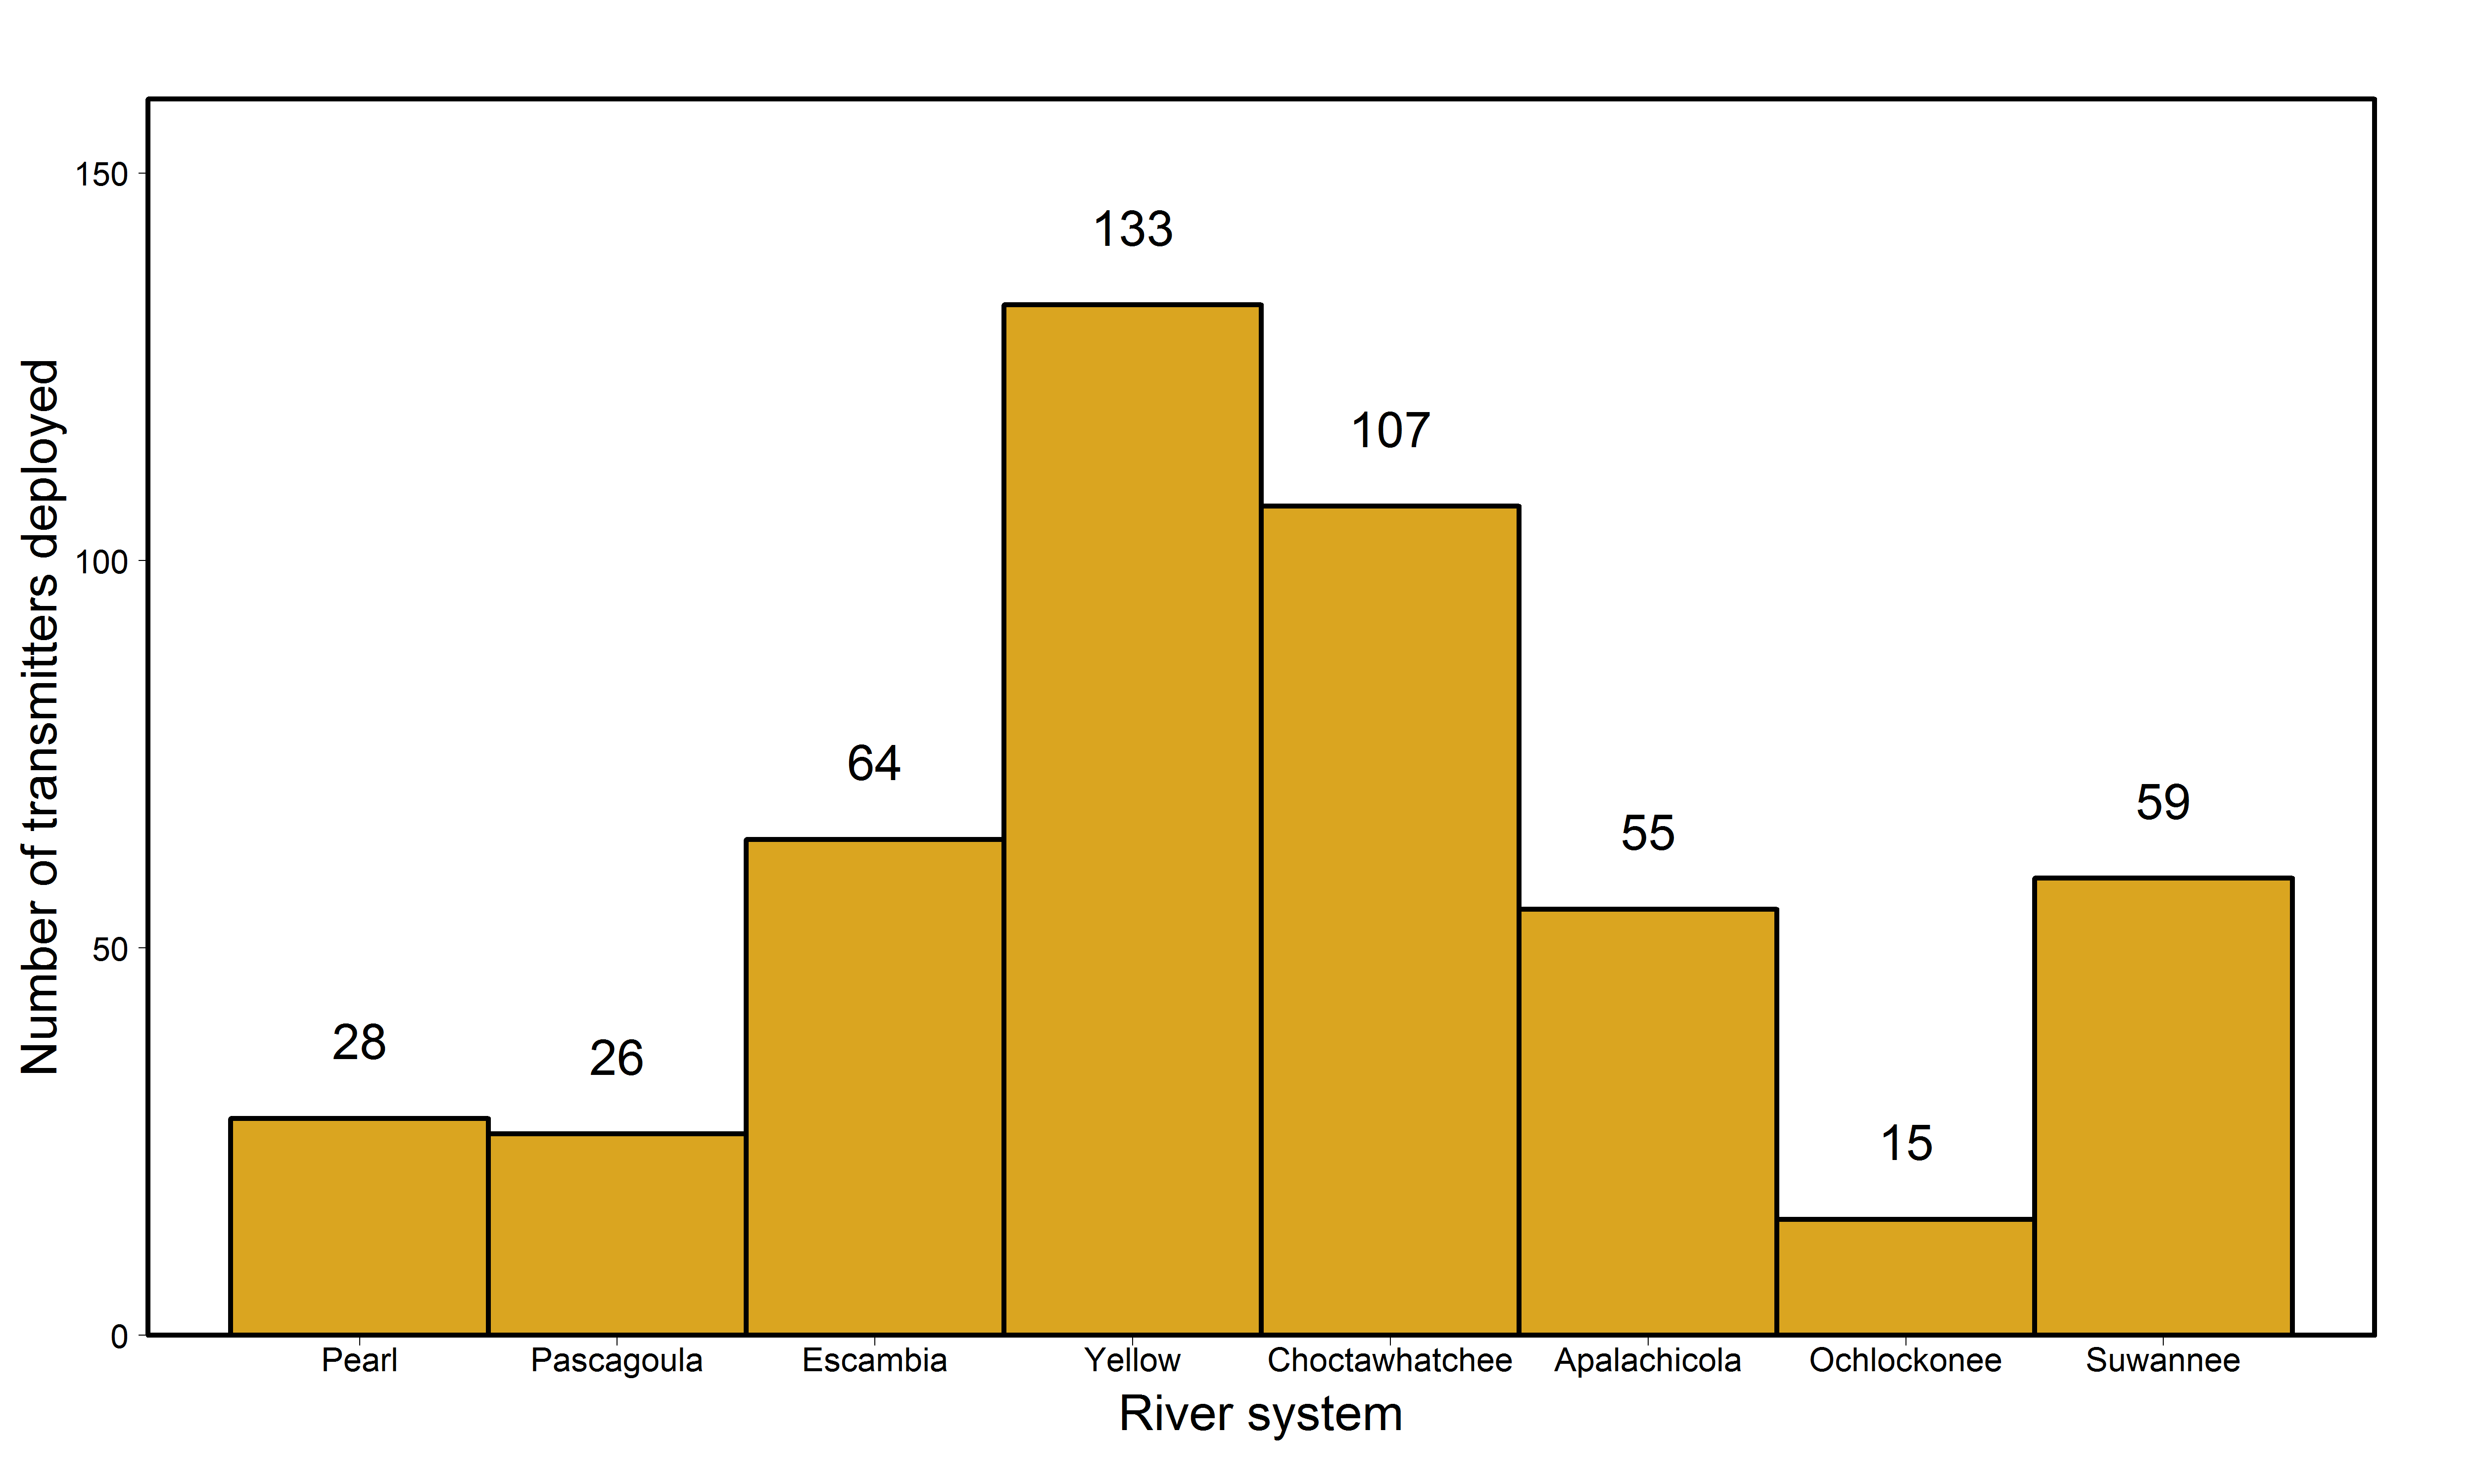 Number of transmitters deployed
150
100
50
0
28
26
64
133
107
55
15
59
Pearl
Pascagoula
Escambia
Yellow
Choctawhatchee
Apalachicola
Ochlockonee
Suwannee
River system